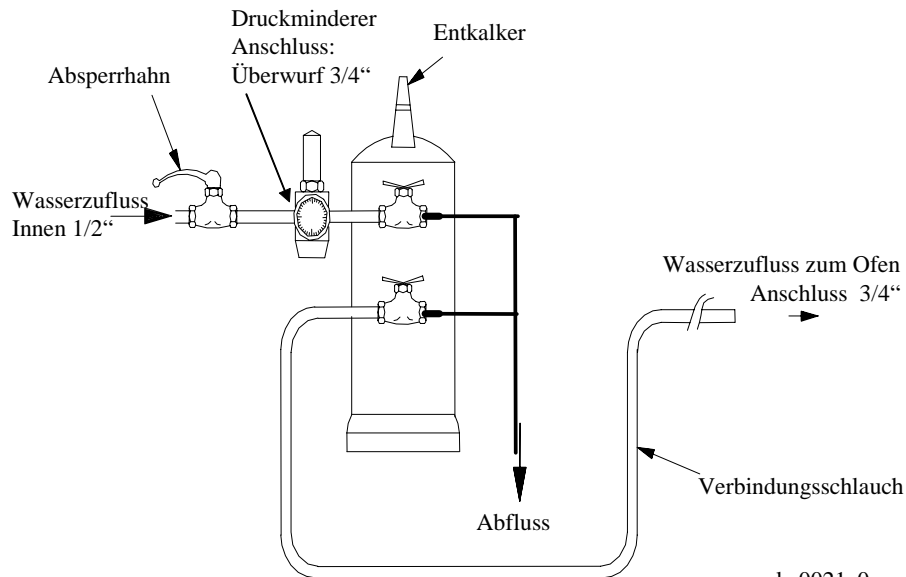 Druckminderer
Anschluss:
Überwurf 3/4“
Entkalker
Absperrhahn
Wasserzufluss
Innen 1/2“
Wasserzufluss zum Ofen
Anschluss 3/4“
Verbindungsschlauch
Abfluss